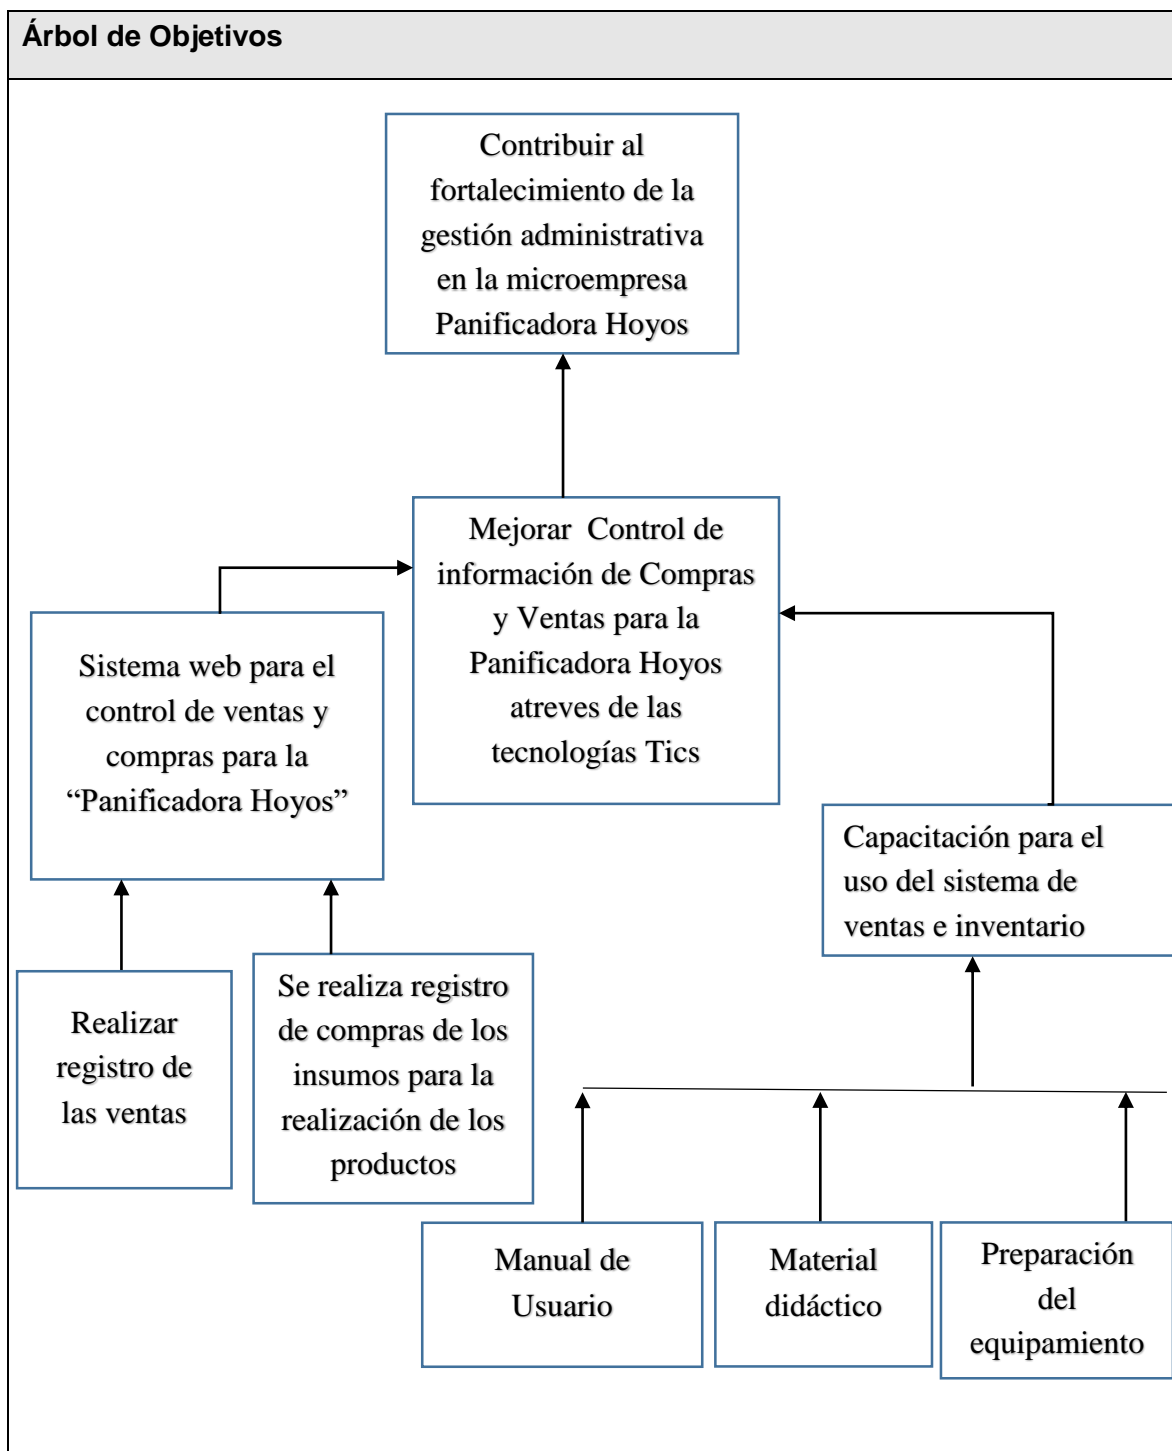 Árbol de Objetivos
Contribuir al
fortalecimiento de la
gestión administrativa
en la microempresa
Panificadora Hoyos
Mejorar  Control de
información de Compras
y Ventas para la
Panificadora Hoyos
atreves de las
tecnologías Tics
Sistema web para el
control de ventas y
compras para la
“Panificadora Hoyos”
Capacitación para el
uso del sistema de
ventas e inventario
Realizar
registro de
las ventas
Se realiza registro
de compras de los
insumos para la
realización de los
productos
Manual de
Usuario
Material
didáctico
Preparación
del
equipamiento